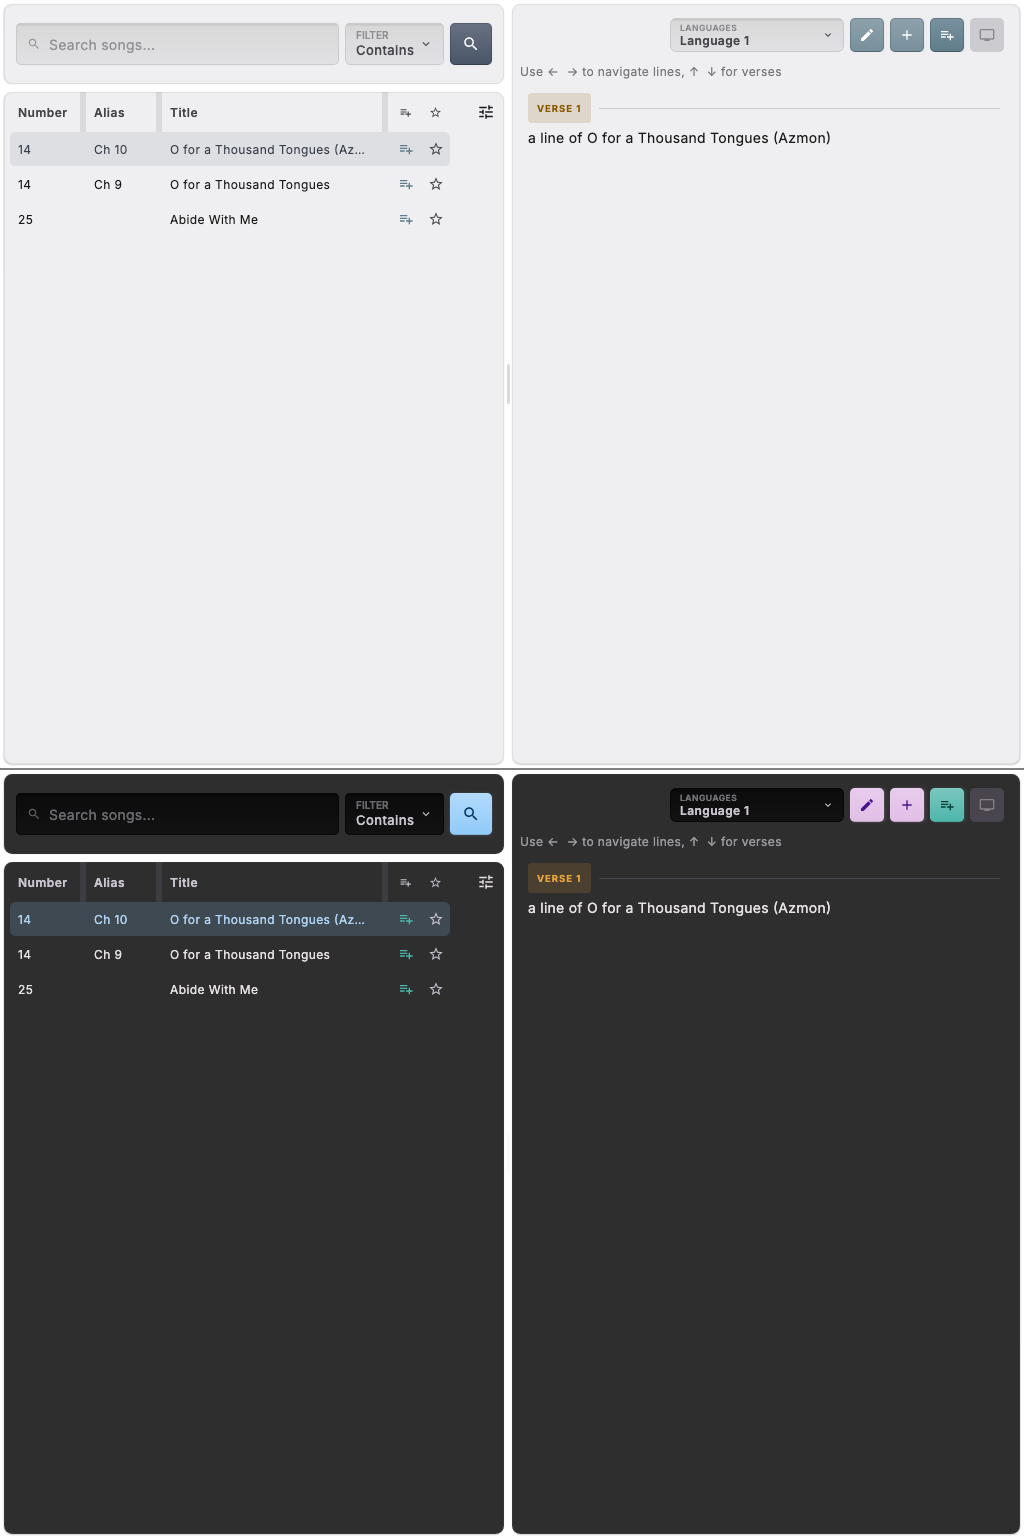 Search songs...
FILTER
Contains
Number Alias Title
14 Ch 10 O for a Thousand Tongues (Az...
14 Ch 9 O for a Thousand Tongues
25 Abide With Me
LANGUAGES
Language 1
Use ← → to navigate lines, ↑ ↓ for verses
VERSE 1
a line of O for a Thousand Tongues (Azmon)
Search songs...
FILTER
Contains
Number Alias Title
14 Ch 10 O for a Thousand Tongues (Az...
14 Ch 9 O for a Thousand Tongues
25 Abide With Me
LANGUAGES
Language 1
Use ← → to navigate lines, ↑ ↓ for verses
VERSE 1
a line of O for a Thousand Tongues (Azmon)